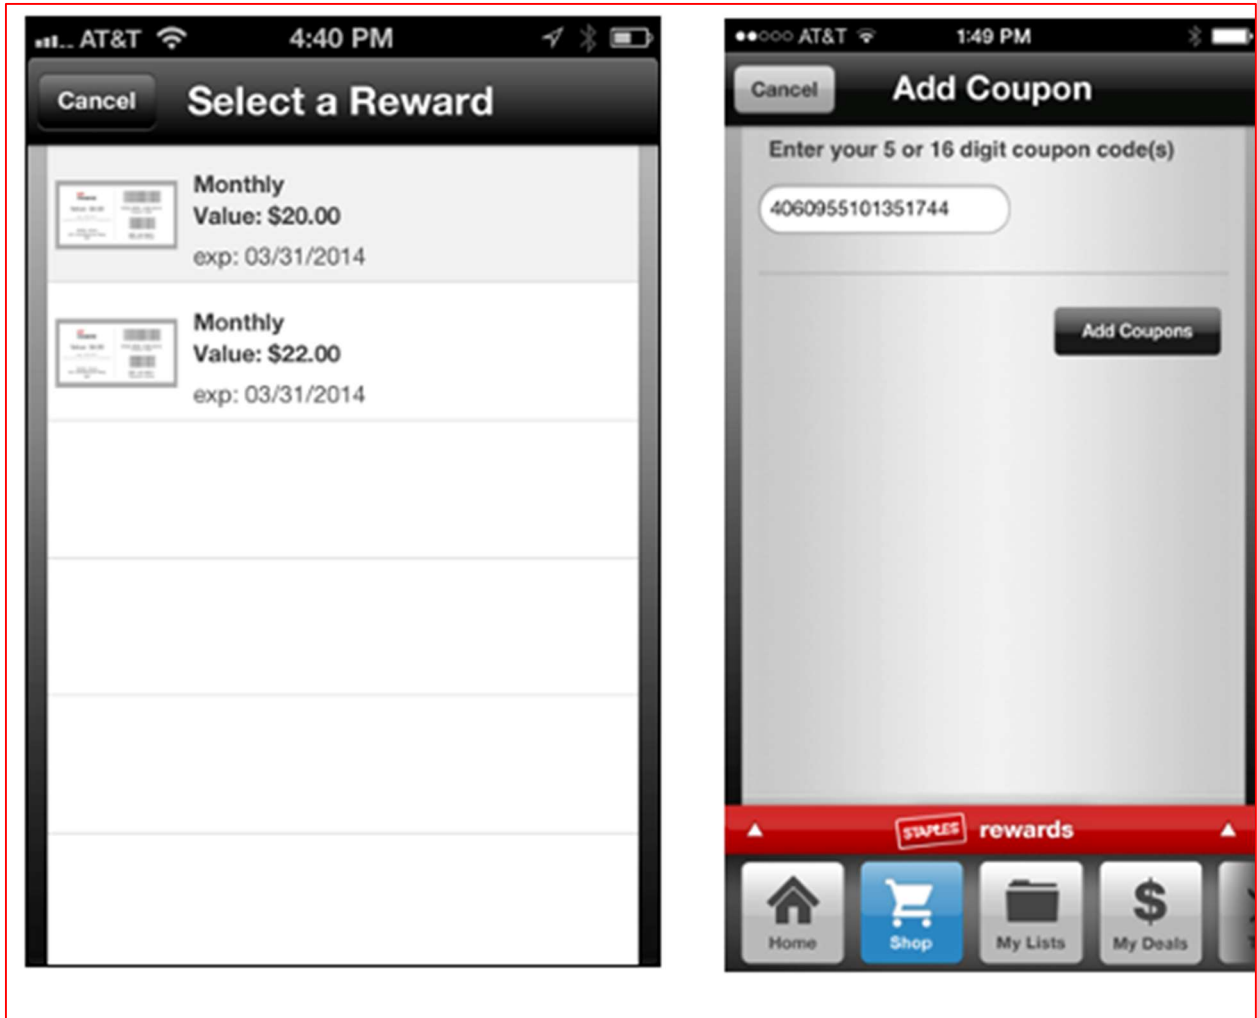 AT&T 4:40 PM
Cancel Select a Reward
Monthly
Value: $20.00
exp: 03/31/2014
Monthly
Value: $22.00
exp: 03/31/2014
AT&T 1:49 PM
Cancel Add Coupon
Enter your 5 or 16 digit coupon code(s)
4060955101351744
Add Coupons
STAPLES rewards
Home Shop My Lists My Deals